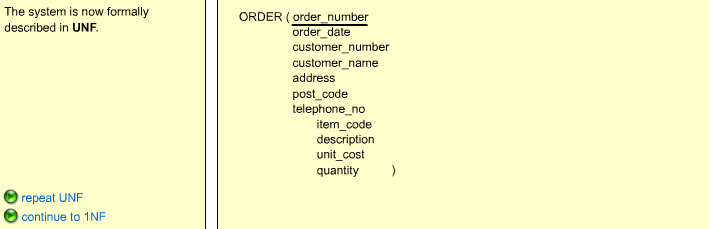 The system is now formally
described in UNF.
repeat UNF
continue to 1NF
ORDER ( order_number
order_date
customer_number
customer_name
address
post_code
telephone_no
item_code
description
unit_cost
quantity )